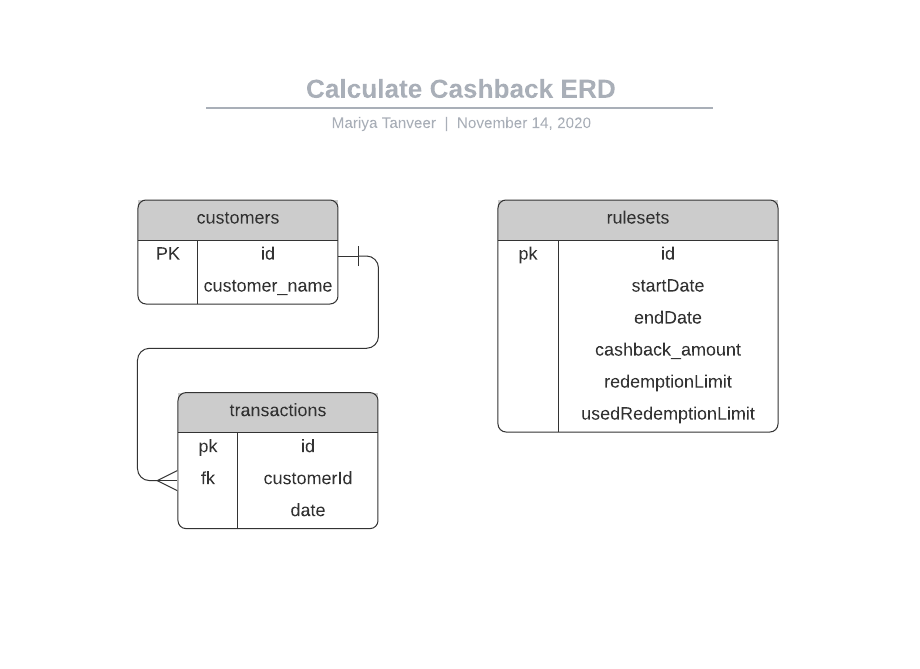 Calculate Cashback ERD
Mariya Tanveer | November 14, 2020
customers
PK id
customer_name
transactions
pk id
fk customerId
date
rulesets
pk id
startDate
endDate
cashback_amount
redemptionLimit
usedRedemptionLimit